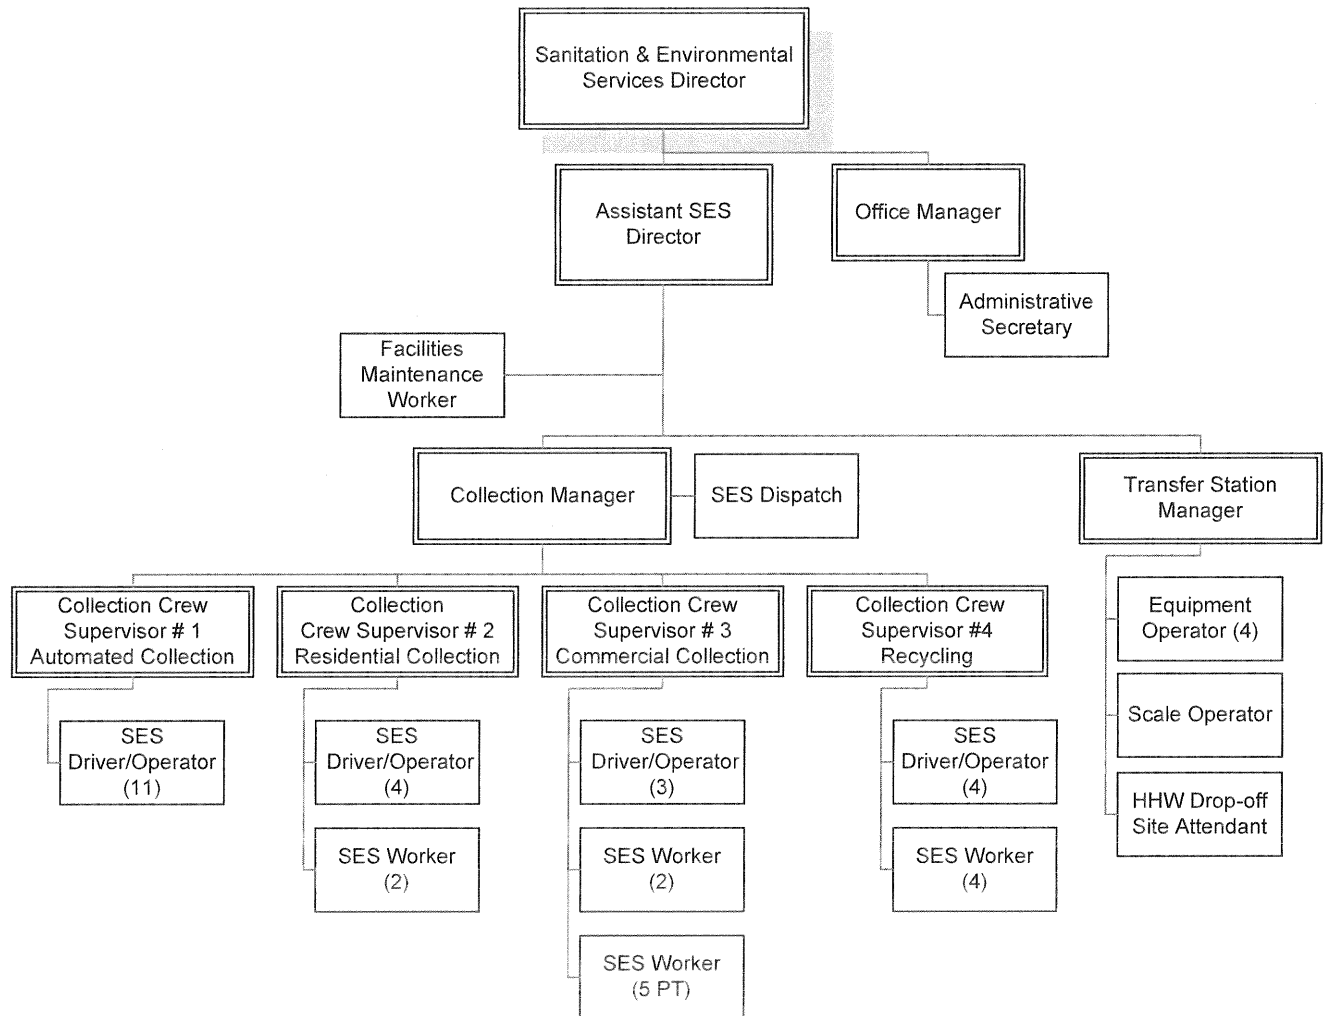 Sanitation & Environmental
Services Director
Assistant SES
Director
Office Manager
Administrative
Secretary
Facilities
Maintenance
Worker
Collection Manager
SES Dispatch
Transfer Station
Manager
Collection Crew
Supervisor # 1
Automated Collection
Collection
Crew Supervisor # 2
Residential Collection
Collection Crew
Supervisor # 3
Commercial Collection
Collection Crew
Supervisor #4
Recycling
Equipment
Operator (4)
Scale Operator
HHW Drop-off
Site Attendant
SES
Driver/Operator
(11)
SES
Driver/Operator
(4)
SES
Driver/Operator
(3)
SES
Driver/Operator
(4)
SES Worker
(2)
SES Worker
(2)
SES Worker
(4)
SES Worker
(5 PT)